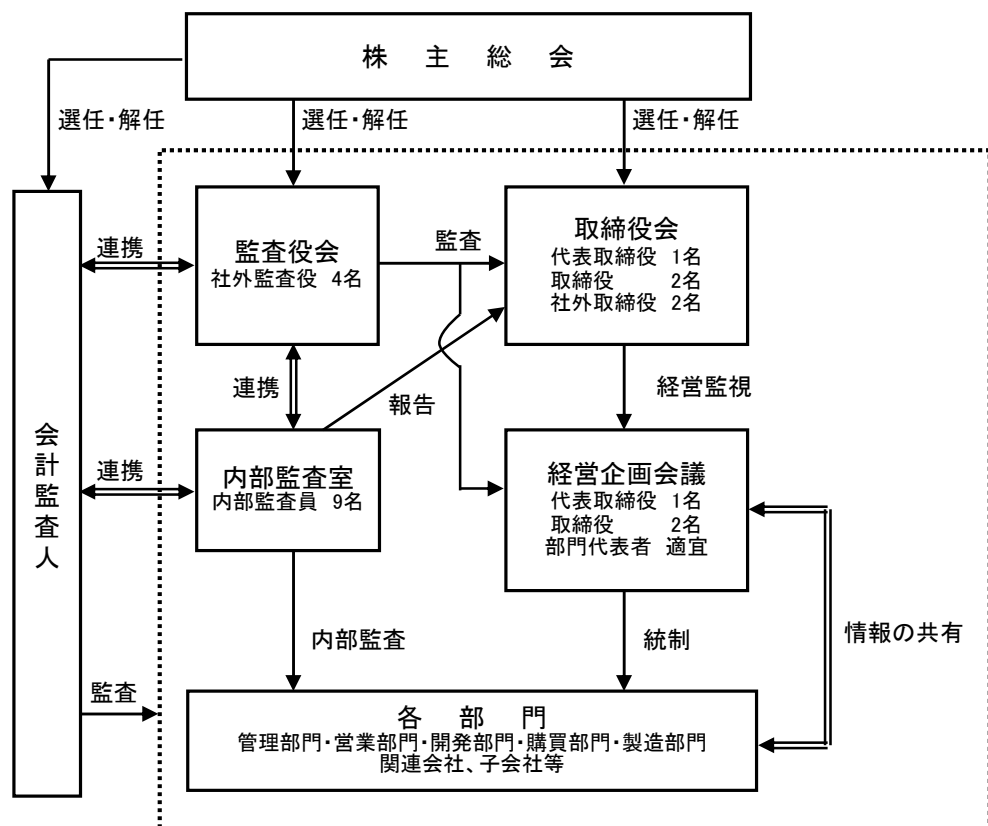 株 主 総 会
選任・解任
選任・解任
選任・解任
連携
監査役会
社外監査役 4名
監査
取締役会
代表取締役 1名
取締役 2名
社外取締役 2名
連携
報告
経営監視
会計監査人
連携
内部監査室
内部監査員 9名
経営企画会議
代表取締役 1名
取締役 2名
部門代表者 適宜
内部監査
統制
情報の共有
監査
各 部 門
管理部門・営業部門・開発部門・購買部門・製造部門
関連会社、子会社等